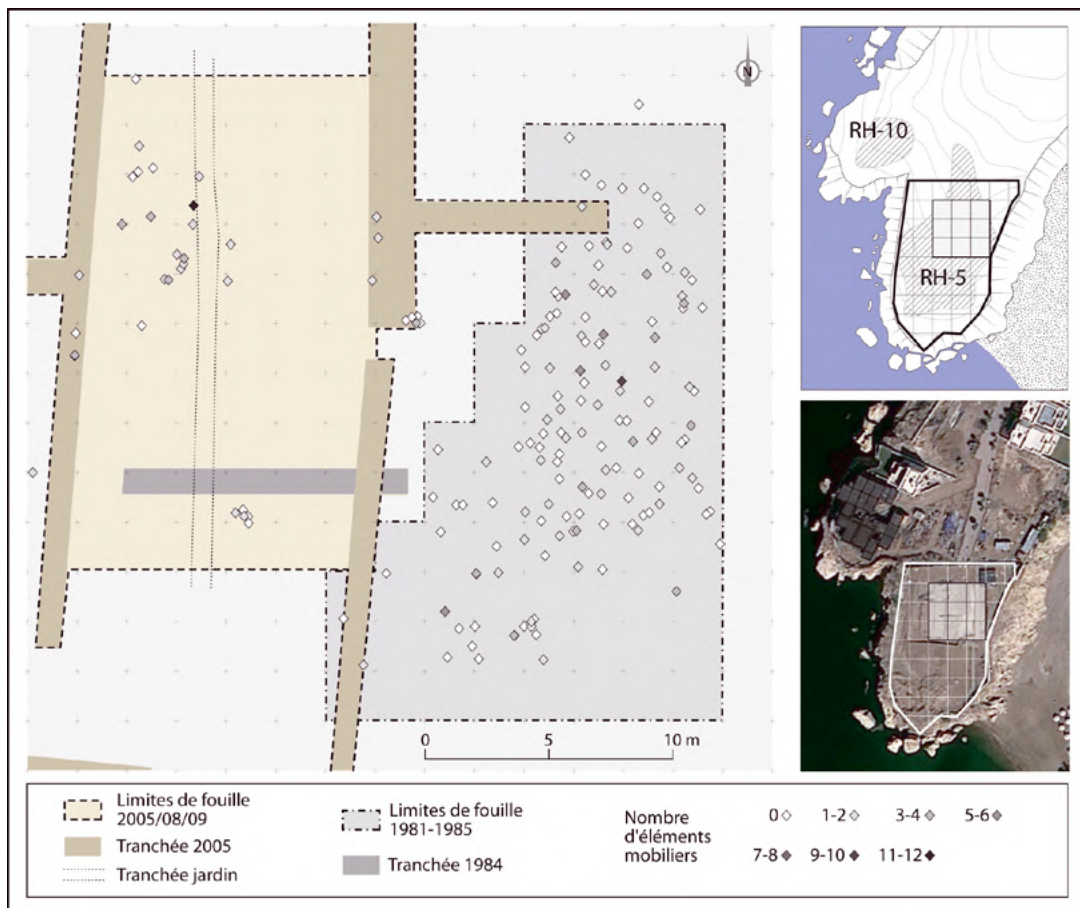 N
RH-10
RH-5
0 5 10 m
Limites de fouille
2005/08/09
Tranchée 2005
Tranchée jardin
Limites de fouille
1981-1985
Tranchée 1984
Nombre
d'éléments
mobiliers
0 1-2 3-4 5-6
7-8 9-10 11-12